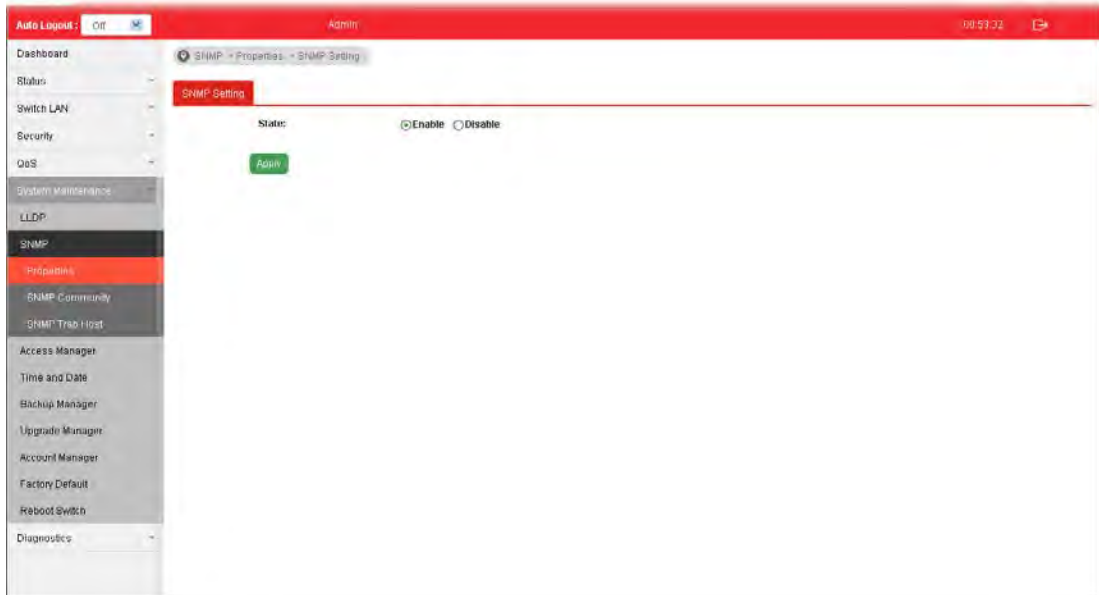 Auto Logout : Off Admin 00:53:32
SNMP » Properties » SNMP Setting
Dashboard
Status
Switch LAN
Security
QoS
System Maintenance
LLDP
SNMP
Properties
SNMP Community
SNMP Trap Host
Access Manager
Time and Date
Backup Manager
Upgrade Manager
Account Manager
Factory Default
Reboot Switch
Diagnostics
SNMP Setting
State: Enable Disable
Apply